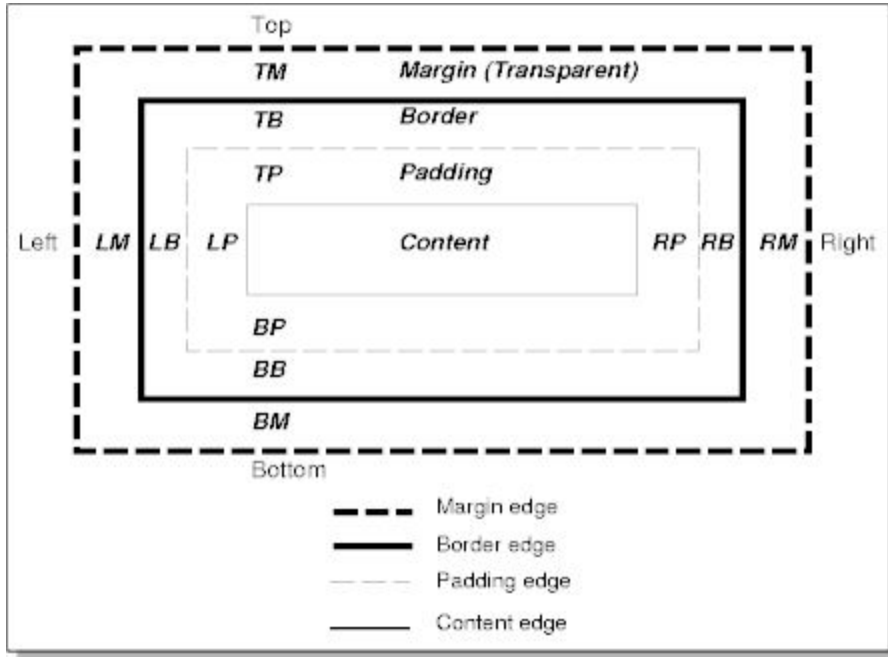 Top
TM Margin (Transparent)
TB Border
TP Padding
Left LM LB LP Content RP RB RM Right
BP
BB
BM
Bottom
Margin edge
Border edge
Padding edge
Content edge